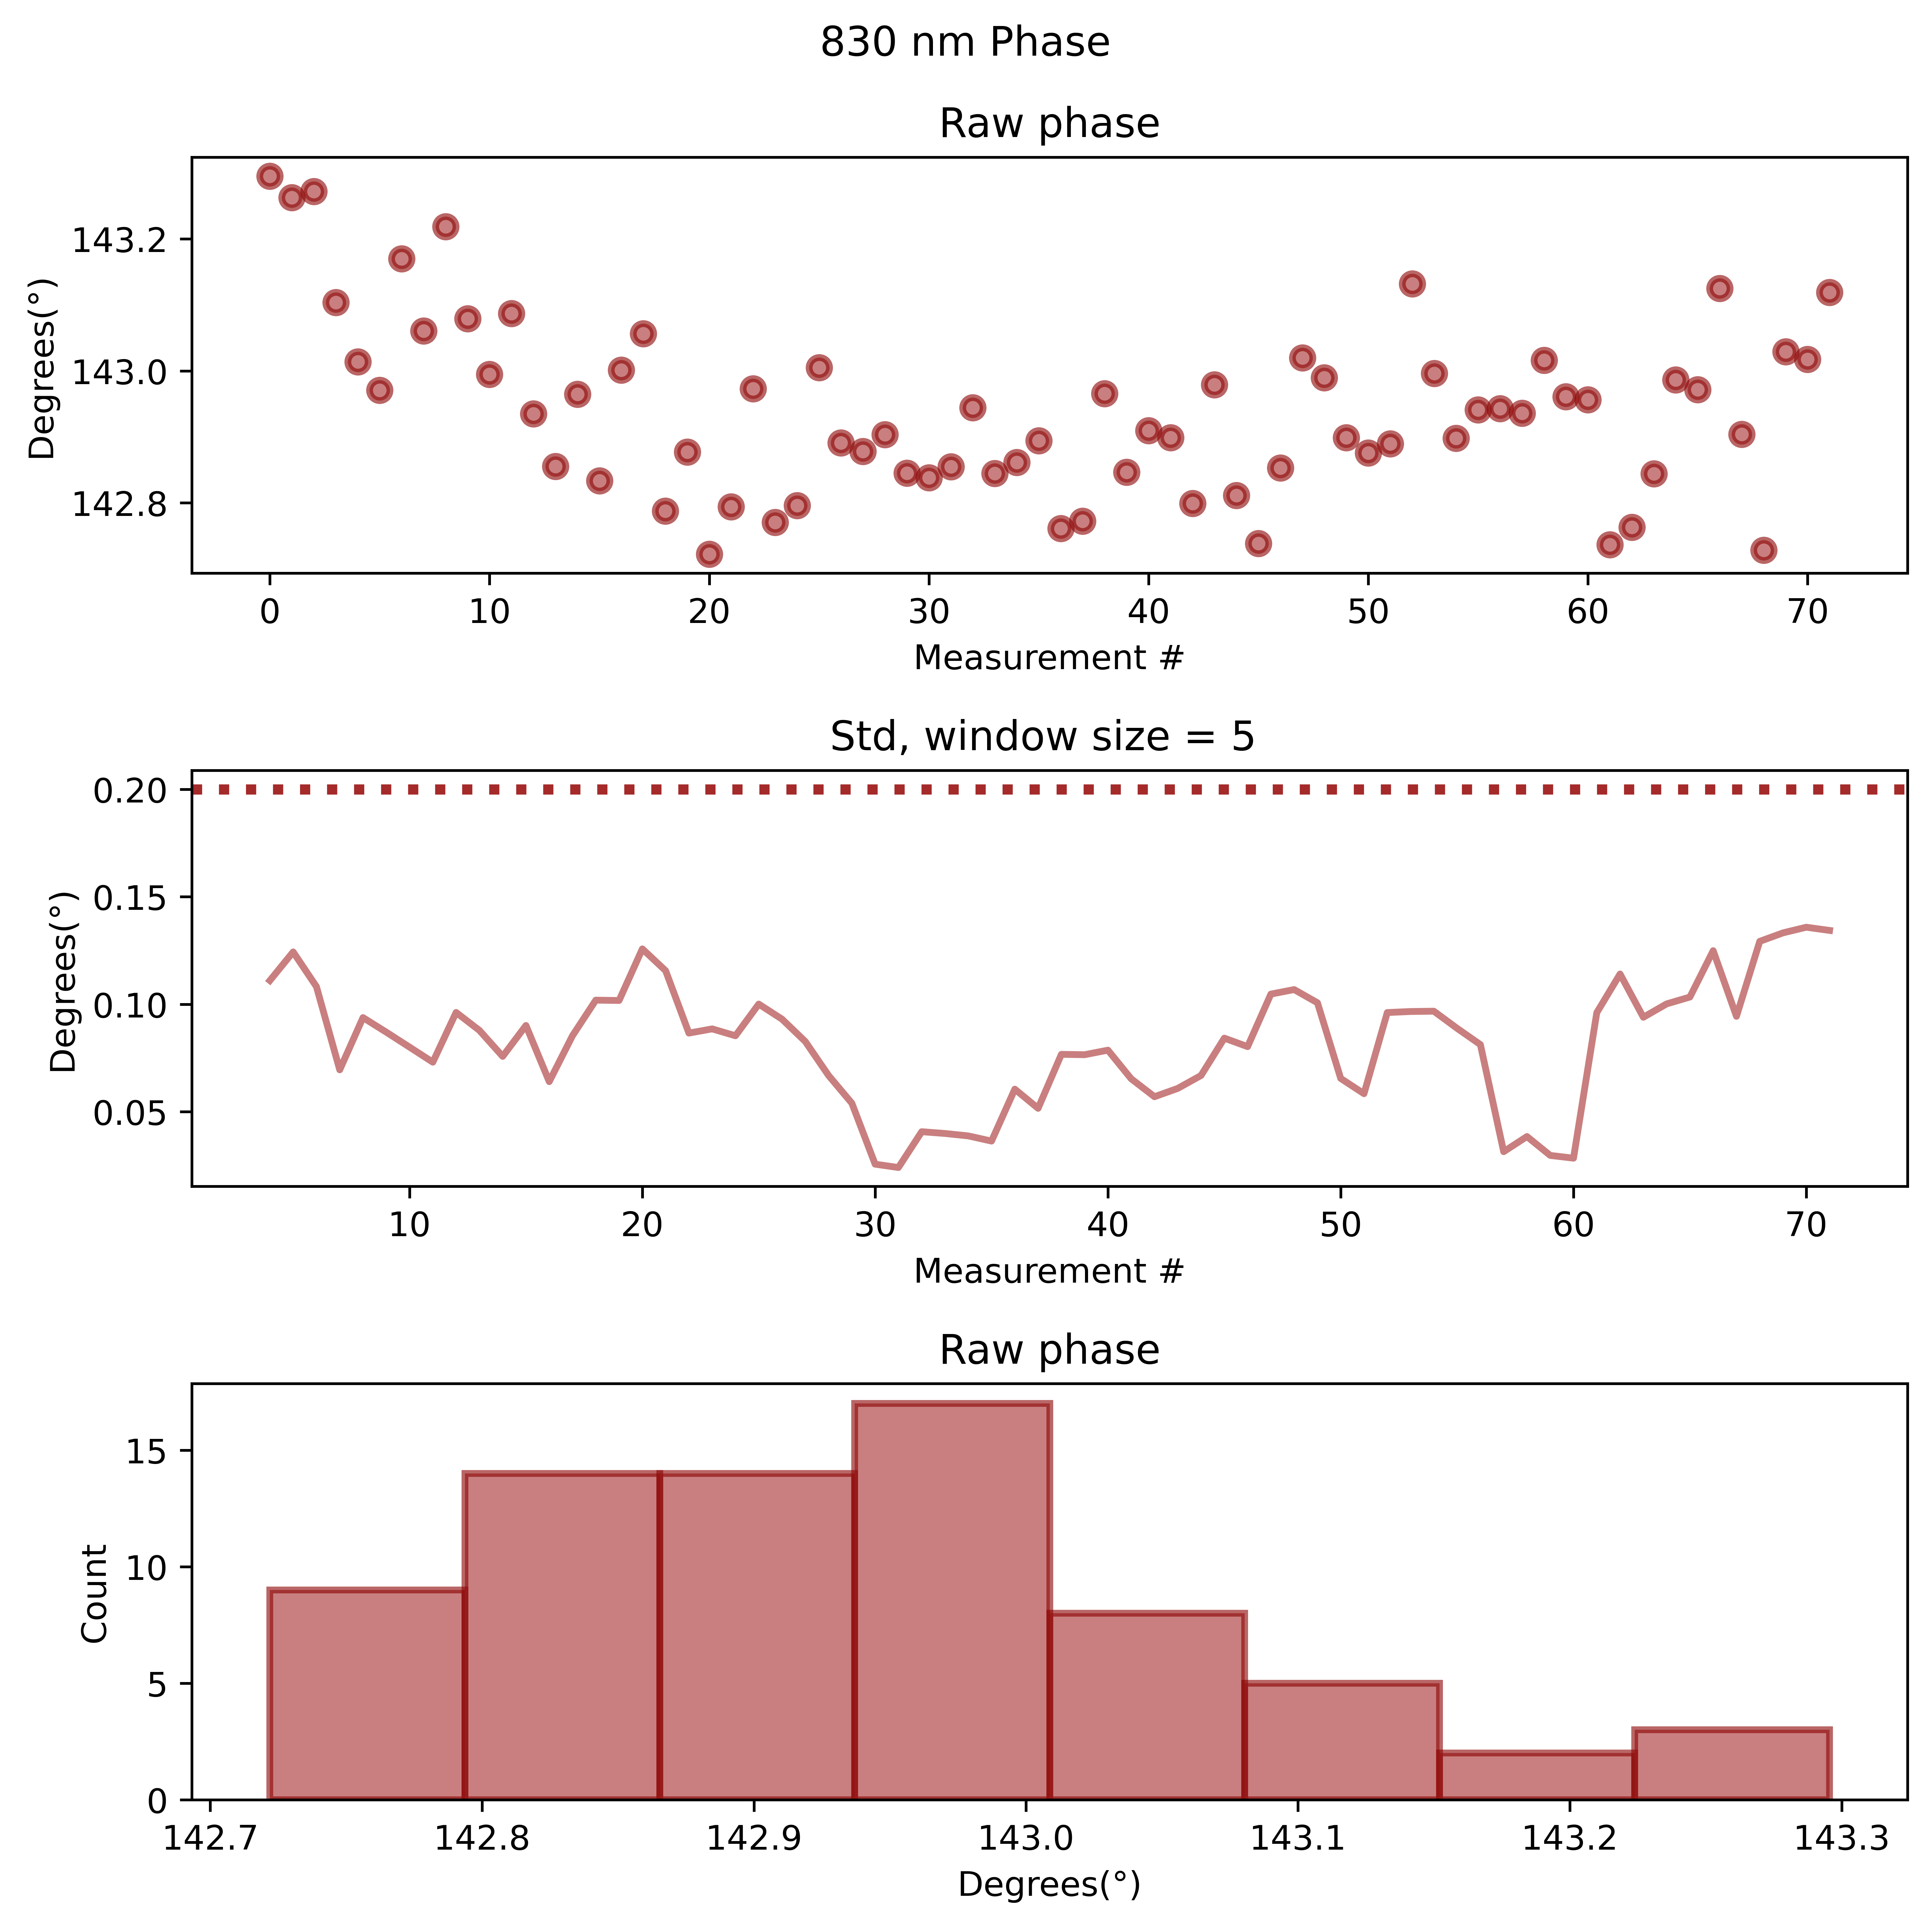 830 nm Phase
Raw phase
Degrees(°)
143.2
143.0
142.8
0 10 20 30 40 50 60 70
Measurement #
Std, window size = 5
Degrees(°)
0.20
0.15
0.10
0.05
10 20 30 40 50 60 70
Measurement #
Raw phase
Count
15
10
5
0
142.7 142.8 142.9 143.0 143.1 143.2 143.3
Degrees(°)